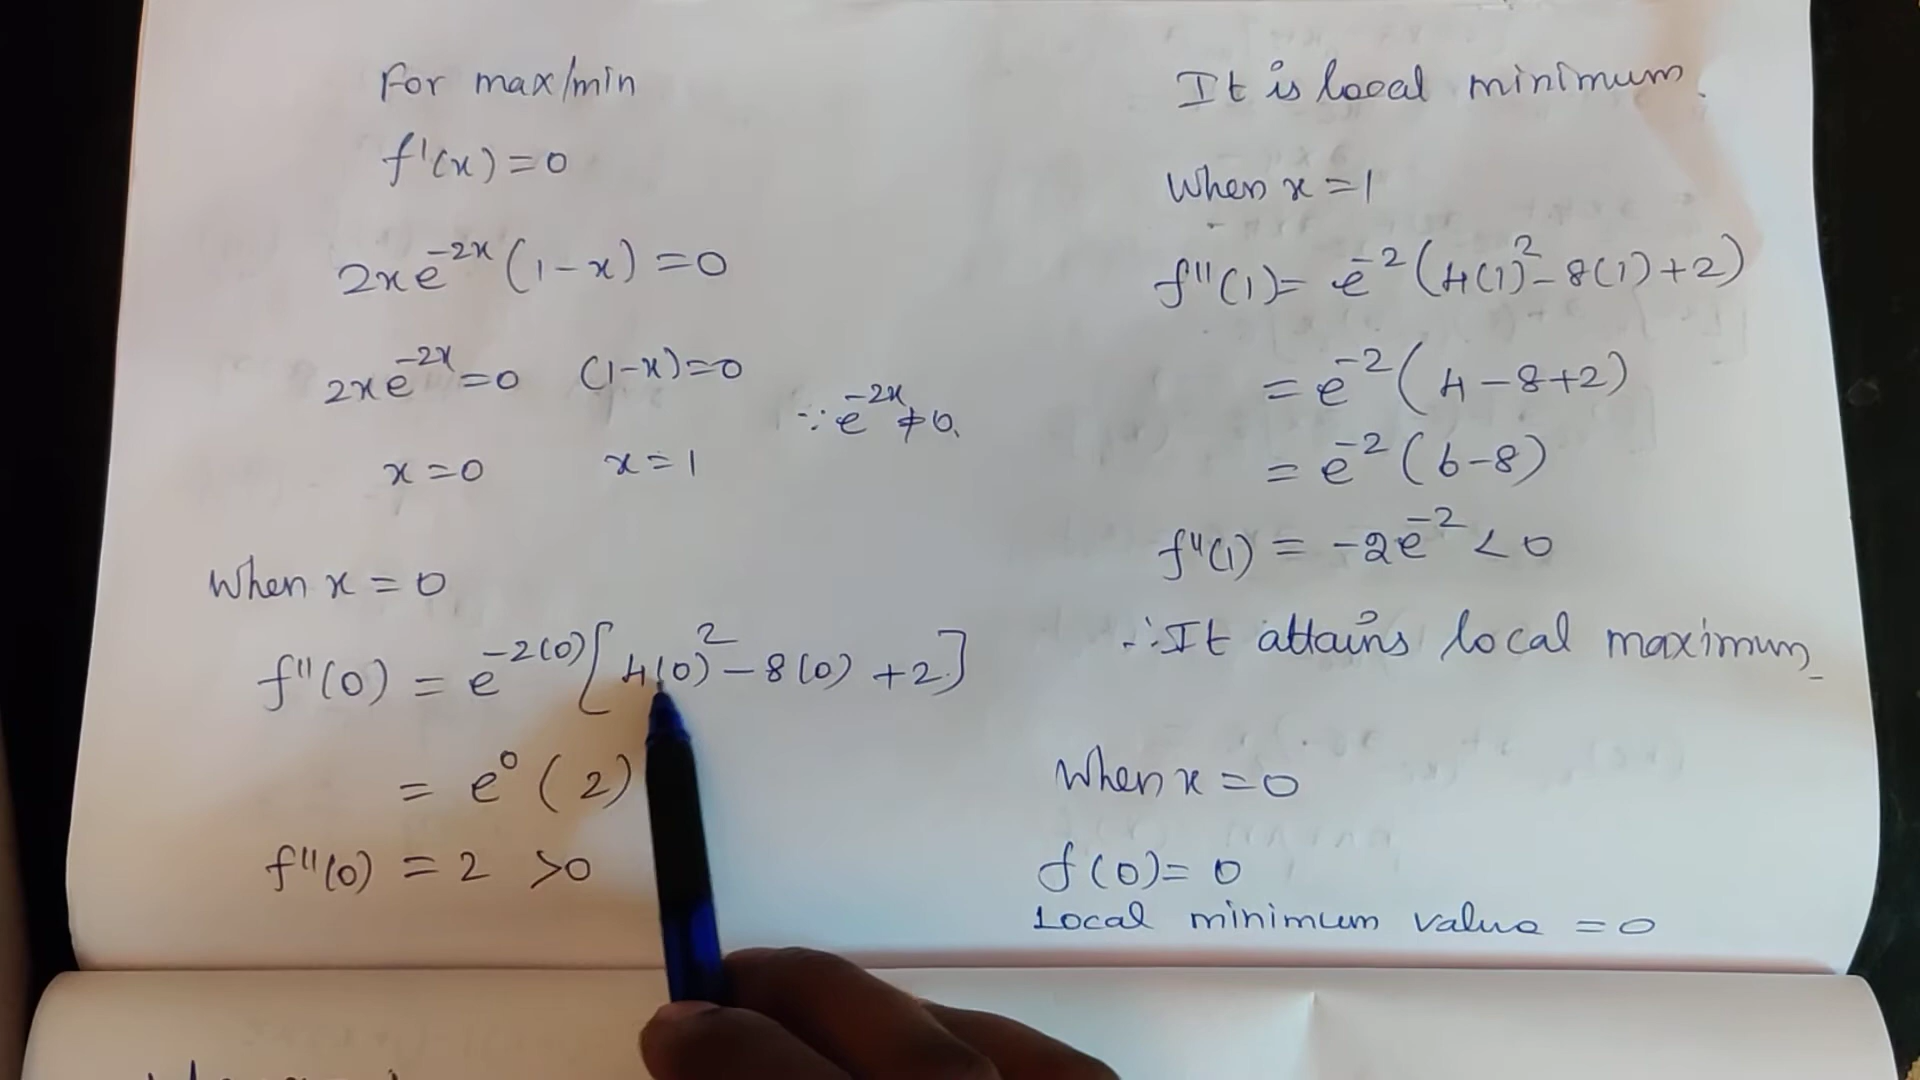 For max/min
f'(x) = 0
2xe^{-2x} (1-x) = 0
2xe^{-2x} = 0   (1-x) = 0
∵ e^{-2x} ≠ 0.
x = 0   x = 1
When x = 0
f''(0) = e^{-2(0)} [4(0)^2 - 8(0) + 2]
= e^0 (2)
f''(0) = 2 > 0
It is local minimum.
When x = 1
f''(1) = e^{-2} (4(1)^2 - 8(1) + 2)
= e^{-2} (4 - 8 + 2)
= e^{-2} (6 - 8)
f''(1) = -2e^{-2} < 0
∴ It attains local maximum
When x = 0
f(0) = 0
Local minimum value = 0